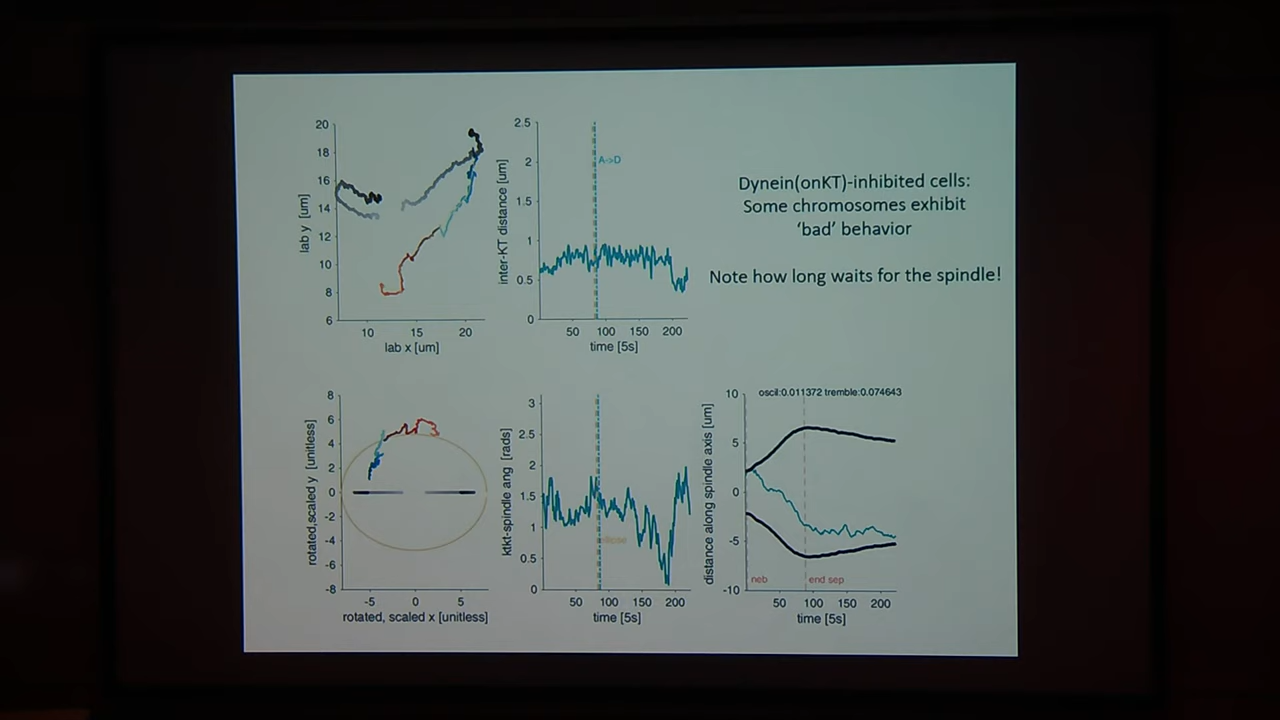 20
18
16
14
12
10
8
6
lab y [um]
10
15
20
lab x [um]
2.5
2
1.5
1
0.5
0
inter-KT distance [um]
A->D
50
100
150
200
time [5s]
Dynein(onKT)-inhibited cells:
Some chromosomes exhibit
'bad' behavior
Note how long waits for the spindle!
8
6
4
2
0
-2
-4
-6
-8
rotated,scaled y [unitless]
-5
0
5
rotated, scaled x [unitless]
3
2.5
2
1.5
1
0.5
0
ktkt-spindle ang [rads]
50
100
150
200
time [5s]
oscil:0.011372 tremble:0.074643
10
5
0
-5
-10
distance along spindle axis [um]
neb
end sep
50
100
150
200
time [5s]